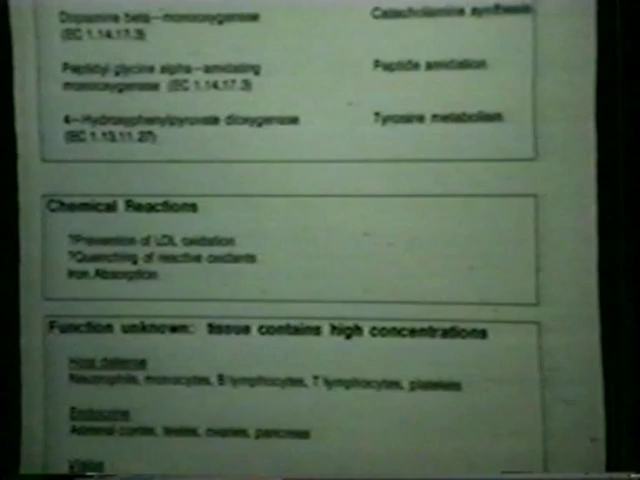 Dopamine beta-monooxygenase Catecholamine synthesis
(EC 1.14.17.3)
Peptidyl glycine alpha-amidating Peptide amidation
monooxygenase (EC 1.14.17.3)
4-Hydroxyphenylpyruvate dioxygenase Tyrosine metabolism
(EC 1.13.11.27)
Chemical Reactions
?Prevention of LDL oxidation
?Quenching of reactive oxidants
Iron Absorption
Function unknown: tissue contains high concentrations
Host defense
Neutrophils, monocytes, B lymphocytes, T lymphocytes, platelets
Endocrine
Adrenal cortex, testes, ovaries, pancreas
Vision